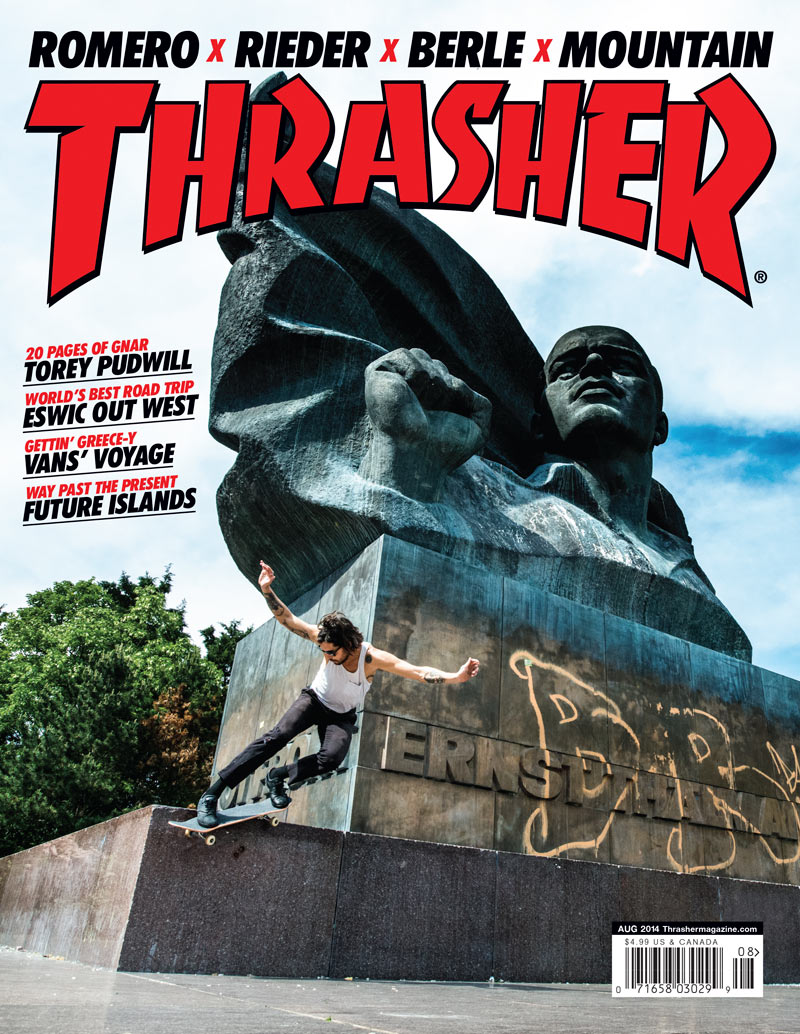 ROMERO x RIEDER x BERLE x MOUNTAIN
THRASHER
®
20 PAGES OF GNAR
TOREY PUDWILL
WORLD'S BEST ROAD TRIP
ESWIC OUT WEST
GETTIN' GREECE-Y
VANS' VOYAGE
WAY PAST THE PRESENT
FUTURE ISLANDS
ERNST THÄ
AUG 2014 Thrashermagazine.com
$4.99 US & CANADA
08>
0 71658 03029 9